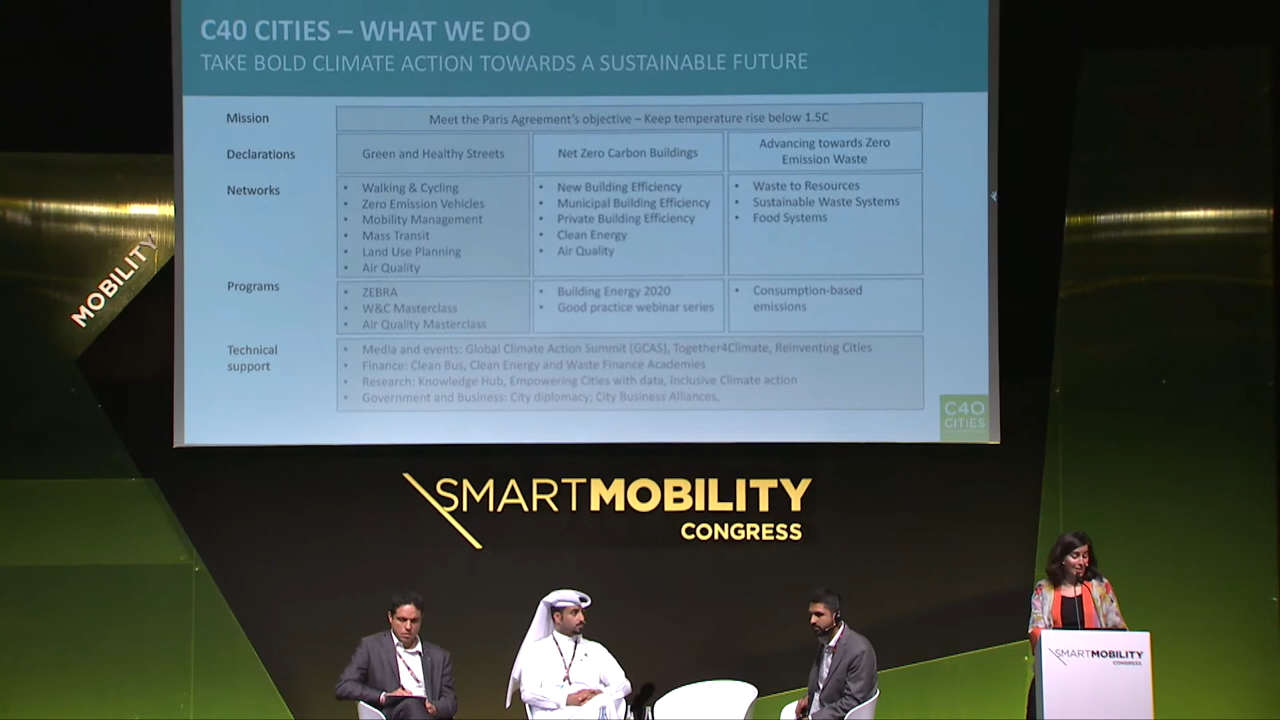 C40 CITIES – WHAT WE DO
TAKE BOLD CLIMATE ACTION TOWARDS A SUSTAINABLE FUTURE
Mission
Meet the Paris Agreement's objective – Keep temperature rise below 1.5C
Declarations
Green and Healthy Streets
Net Zero Carbon Buildings
Advancing towards Zero
Emission Waste
Networks
• Walking & Cycling
• Zero Emission Vehicles
• Mobility Management
• Mass Transit
• Land Use Planning
• Air Quality
• New Building Efficiency
• Municipal Building Efficiency
• Private Building Efficiency
• Clean Energy
• Air Quality
• Waste to Resources
• Sustainable Waste Systems
• Food Systems
Programs
• ZEBRA
• W&C Masterclass
• Air Quality Masterclass
• Building Energy 2020
• Good practice webinar series
• Consumption-based
emissions
Technical
support
• Media and events: Global Climate Action Summit (GCAS), Together4Climate, Reinventing Cities
• Finance: Clean Bus, Clean Energy and Waste Finance Academies
• Research: Knowledge Hub, Empowering Cities with data, Inclusive Climate action
• Government and Business: City diplomacy; City Business Alliances,
C40
CITIES
MOBILITY
SMARTMOBILITY
CONGRESS
SMARTMOBILITY
CONGRESS